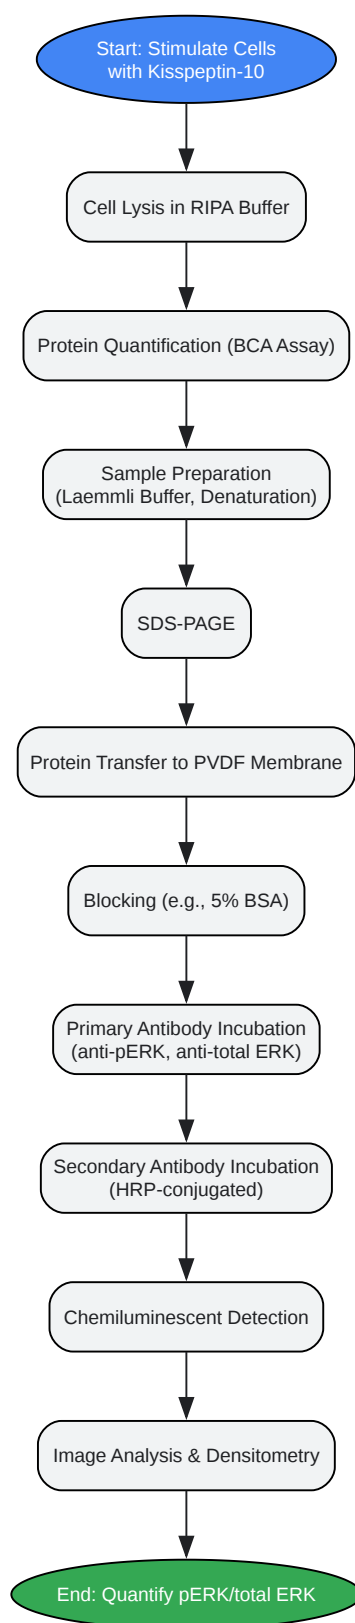 Start: Stimulate Cells
with Kisspeptin-10
Cell Lysis in RIPA Buffer
Protein Quantification (BCA Assay)
Sample Preparation
(Laemmli Buffer, Denaturation)
SDS-PAGE
Protein Transfer to PVDF Membrane
Blocking (e.g., 5% BSA)
Primary Antibody Incubation
(anti-pERK, anti-total ERK)
Secondary Antibody Incubation
(HRP-conjugated)
Chemiluminescent Detection
Image Analysis & Densitometry
End: Quantify pERK/total ERK